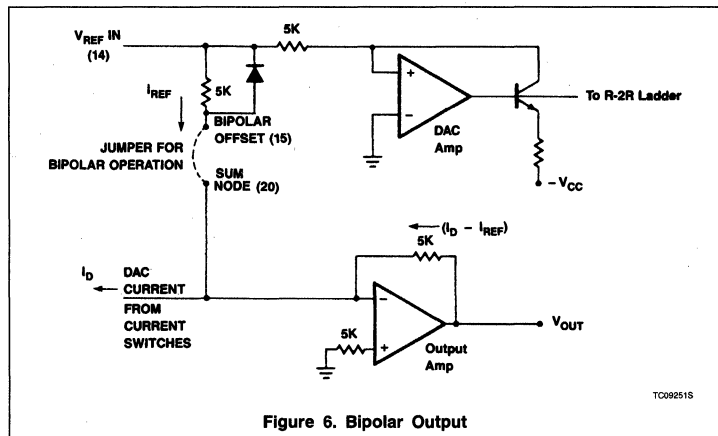 V_REF IN
(14)
5K
I_REF
5K
BIPOLAR
OFFSET (15)
JUMPER FOR
BIPOLAR OPERATION
SUM
NODE (20)
+
−
DAC
Amp
To R-2R Ladder
−V_CC
(I_D − I_REF)
5K
I_D
DAC
CURRENT
FROM
CURRENT
SWITCHES
5K
−
+
Output
Amp
V_OUT
TC09251S
Figure 6. Bipolar Output